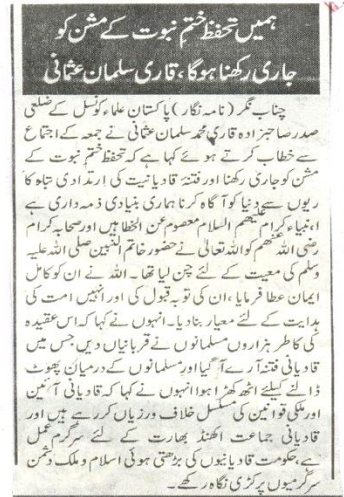 ہمیں تحفظ ختم نبوت کے مشن کو
جاری رکھنا ہوگا، قاری سلمان عثمانی
چناب نگر (نامہ نگار) پاکستان علماء کونسل کے ضلعی
صدر صاحبزادہ قاری محمد سلمان عثمانی نے جمعہ کے اجتماع
سے خطاب کرتے ہوئے کہا ہے کہ تحفظ ختم نبوت کے
مشن کو جاری رکھنا اور فتنۂ قادیانیت کی ارتدادی تباہ کا
ریوں سے دنیا کو آگاہ کرنا ہماری بنیادی ذمہ داری ہے
،انبیاء کرام علیھم السلام معصوم عن الخطا ہیں اور صحابہ کرام
رضی اللہ عنھم کو اللہ تعالیٰ نے حضور خاتم النبین صلی اللہ علیہ
وسلم کی معیت کے لئے چن لیا تھا۔ اللہ نے ان کو کامل
ایمان عطا فرمایا، ان کی توبہ قبول کی اور انہیں امت کی
ہدایت کے لئے معیار بنادیا۔ انہوں نے کہا کہ اس عقیدہ
کی خاطر ہزاروں مسلمانوں نے قربانیاں دیں جس میں
قادیانی فتنہ آڑے آ گیا اور مسلمانوں کے درمیان پھوٹ
ڈالنے کیلئے اٹھ کھڑا ہوا انہوں نے کہا کہ قادیانی آئین
اور ملکی قوانین کی مسلسل خلاف ورزیاں کر رہے ہیں اور
قادیانی جماعت اکھنڈ بھارت کے لئے سرگرم عمل
ہے، حکومت قادیانیوں کی بڑھتی ہوئی اسلام و ملک دشمن
سرگرمیوں پر کڑی نگاہ رکھے۔